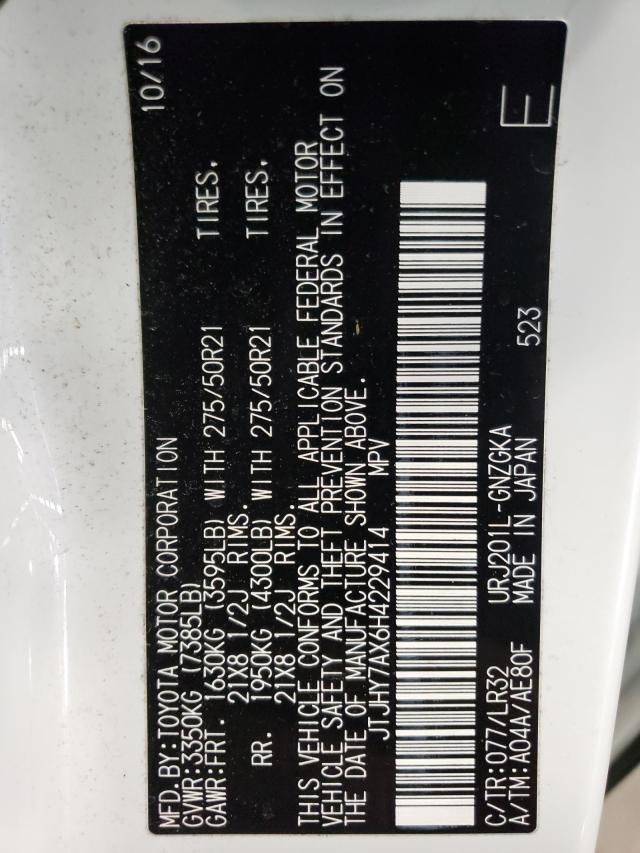 MFD.BY:TOYOTA MOTOR CORPORATION 10/16
GVWR:3350KG (7385LB)
GAWR:FRT. 1630KG (3595LB) WITH 275/50R21 TIRES.
21X8 1/2J RIMS.
RR. 1950KG (4300LB) WITH 275/50R21 TIRES.
21X8 1/2J RIMS.
THIS VEHICLE CONFORMS TO ALL APPLICABLE FEDERAL MOTOR
VEHICLE SAFETY AND THEFT PREVENTION STANDARDS IN EFFECT ON
THE DATE OF MANUFACTURE SHOWN ABOVE.
JTJHY7AX6H4229414 MPV
C/TR:077/LR32 URJ201L-GNZGKA
A/TM:A04A/AE80F MADE IN JAPAN 523 E